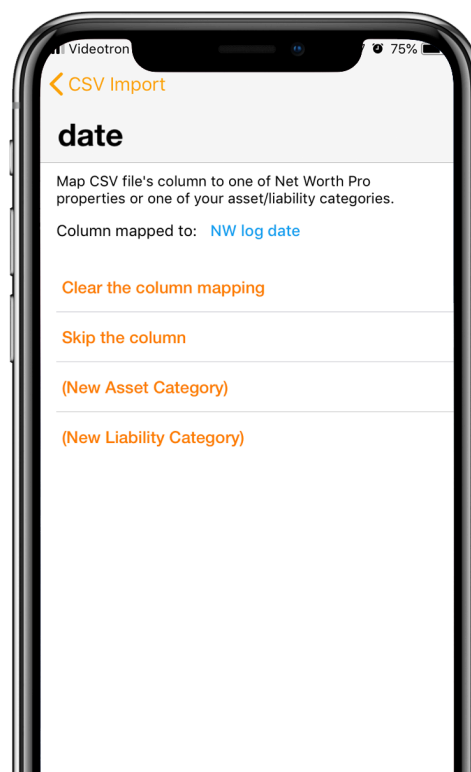 Videotron 75%
CSV Import
date
Map CSV file's column to one of Net Worth Pro
properties or one of your asset/liability categories.
Column mapped to: NW log date
Clear the column mapping
Skip the column
(New Asset Category)
(New Liability Category)